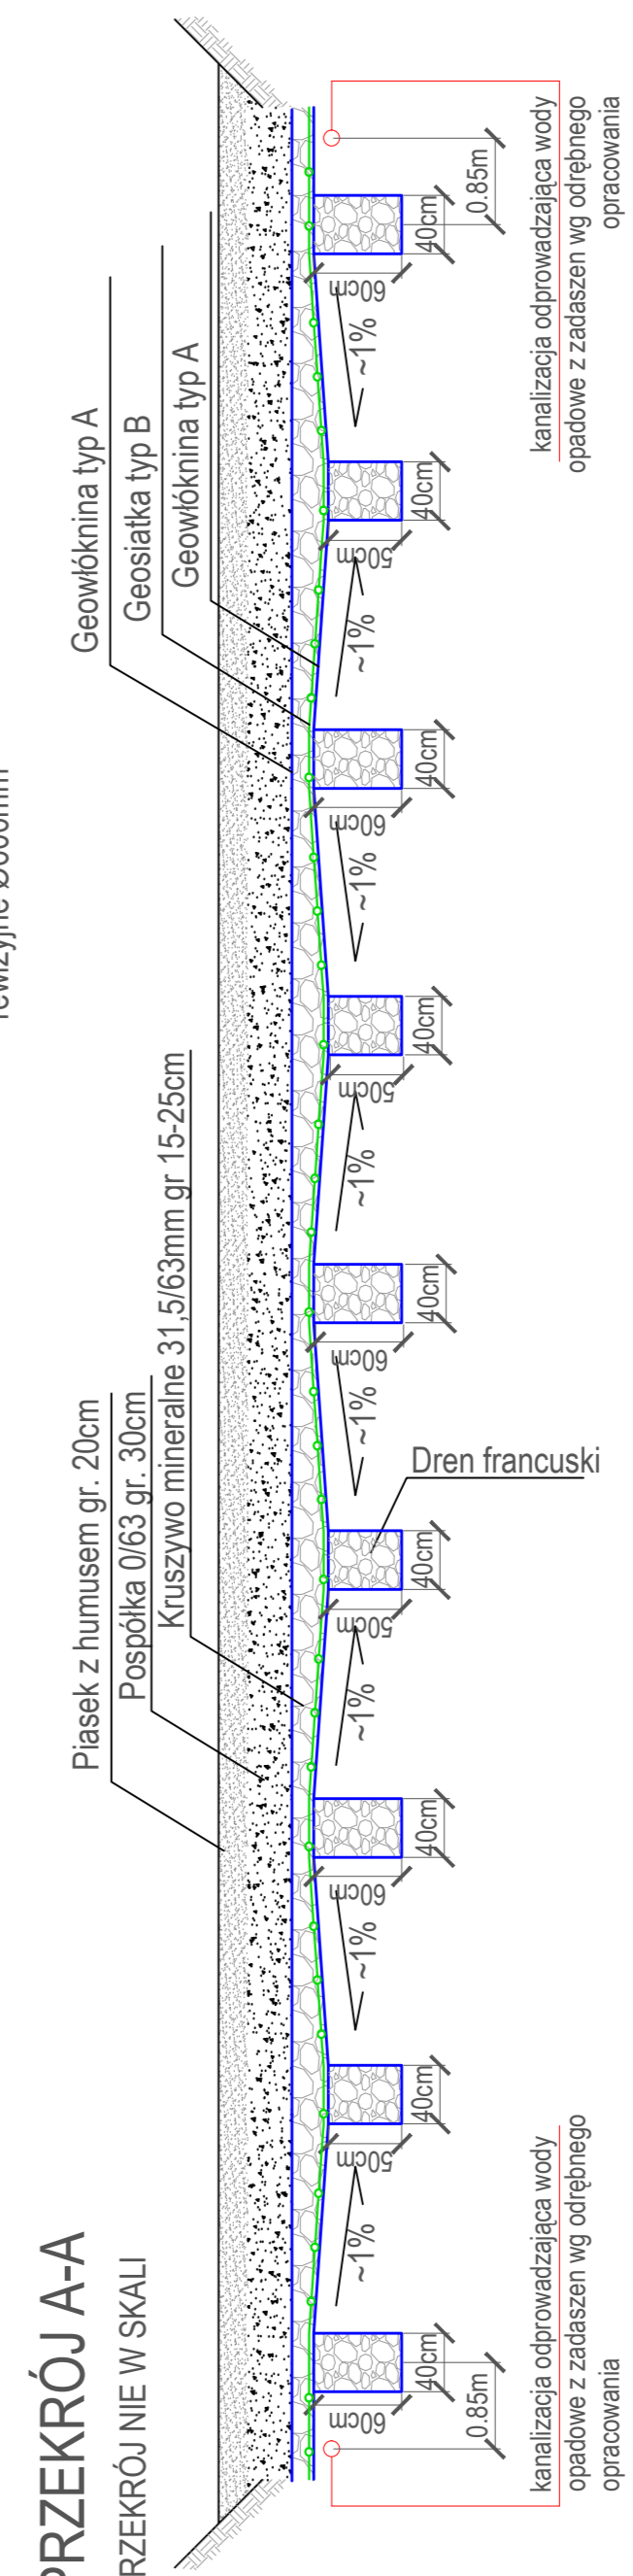 PRZEKRÓJ A-A
RZEKRÓJ NIE W SKALI
Piasek z humusem gr. 20cm
Pospółka 0/63 gr. 30cm
Kruszywo mineralne 31,5/63mm gr 15-25cm
Geowłóknina typ A
Geosiatka typ B
Geowłóknina typ A
60cm
~1%
50cm
~1%
60cm
~1%
50cm
~1%
60cm
~1%
50cm
~1%
60cm
~1%
50cm
~1%
60cm
40cm
40cm
40cm
40cm
40cm
40cm
40cm
40cm
40cm
Dren francuski
0.85m
0.85m
kanalizacja odprowadzająca wody
opadowe z zadaszen wg odrębnego
opracowania
kanalizacja odprowadzająca wody
opadowe z zadaszen wg odrębnego
opracowania